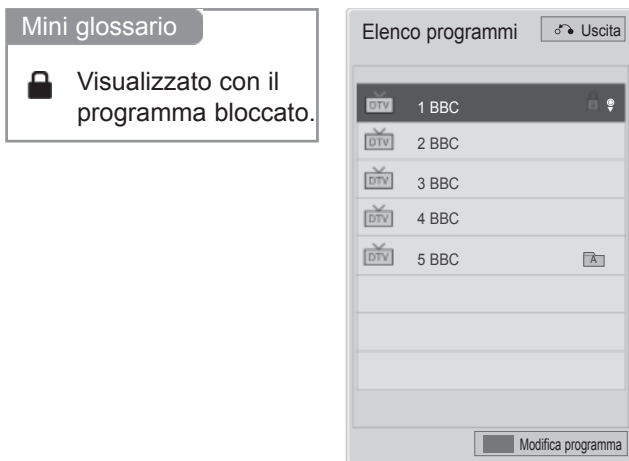 Mini glossario
Visualizzato con il
programma bloccato.
Elenco programmi
Uscita
DTV 1 BBC
DTV 2 BBC
DTV 3 BBC
DTV 4 BBC
DTV 5 BBC A
Modifica programma